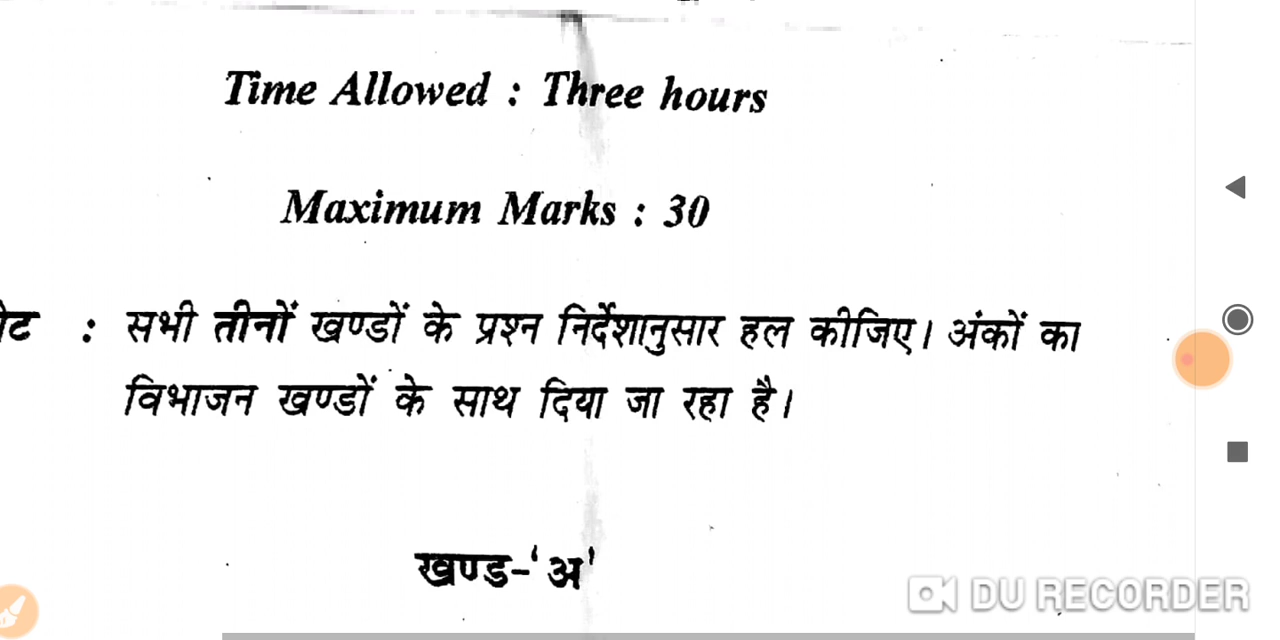 Time Allowed : Three hours
Maximum Marks : 30
: सभी तीनों खण्डों के प्रश्न निर्देशानुसार हल कीजिए। अंकों का
विभाजन खण्डों के साथ दिया जा रहा है।
खण्ड-'अ'
DU RECORDER